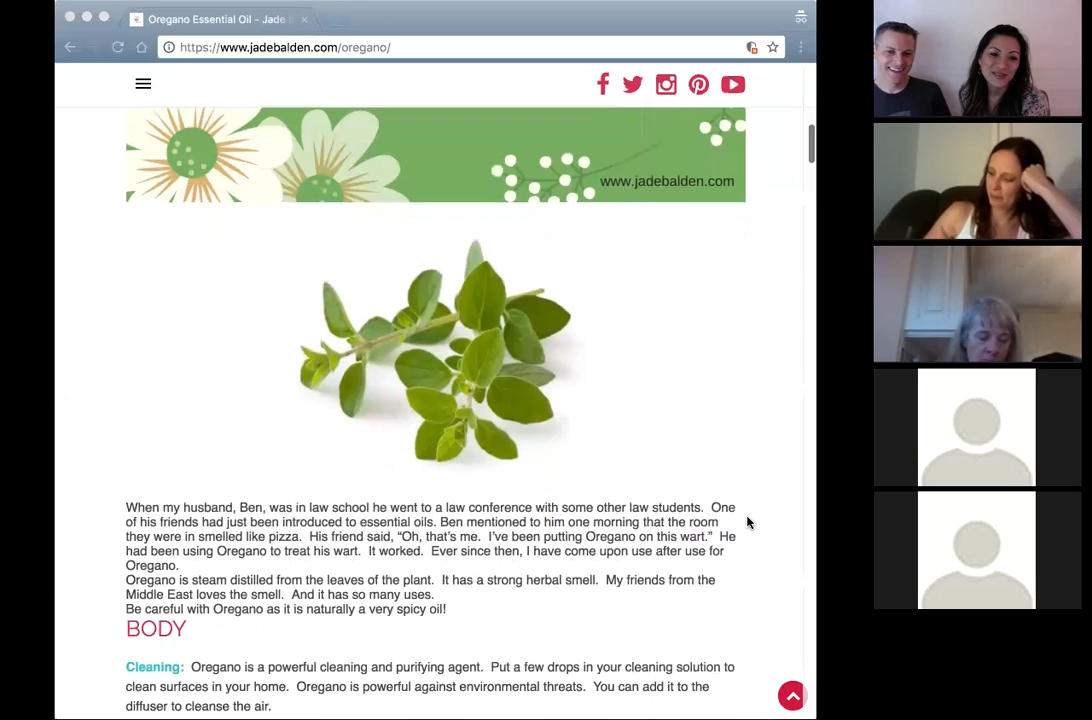 Oregano Essential Oil - Jade
https://www.jadebalden.com/oregano/
www.jadebalden.com
When my husband, Ben, was in law school he went to a law conference with some other law students. One
of his friends had just been introduced to essential oils. Ben mentioned to him one morning that the room
they were in smelled like pizza. His friend said, “Oh, that’s me. I’ve been putting Oregano on this wart.” He
had been using Oregano to treat his wart. It worked. Ever since then, I have come upon use after use for
Oregano.
Oregano is steam distilled from the leaves of the plant. It has a strong herbal smell. My friends from the
Middle East loves the smell. And it has so many uses.
Be careful with Oregano as it is naturally a very spicy oil!
BODY
Cleaning: Oregano is a powerful cleaning and purifying agent. Put a few drops in your cleaning solution to
clean surfaces in your home. Oregano is powerful against environmental threats. You can add it to the
diffuser to cleanse the air.